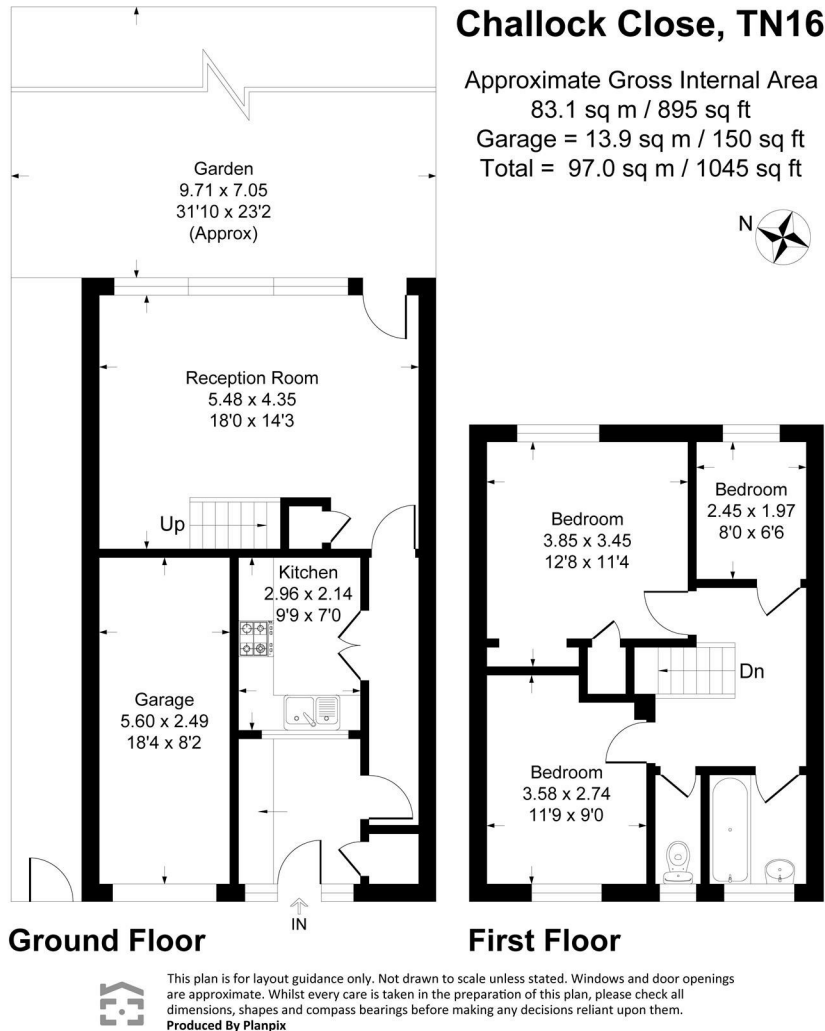 Challock Close, TN16
Approximate Gross Internal Area
83.1 sq m / 895 sq ft
Garage = 13.9 sq m / 150 sq ft
Total = 97.0 sq m / 1045 sq ft
N
Garden
9.71 x 7.05
31'10 x 23'2
(Approx)
Reception Room
5.48 x 4.35
18'0 x 14'3
Up
Kitchen
2.96 x 2.14
9'9 x 7'0
Garage
5.60 x 2.49
18'4 x 8'2
IN
Ground Floor
Bedroom
3.85 x 3.45
12'8 x 11'4
Bedroom
2.45 x 1.97
8'0 x 6'6
Dn
Bedroom
3.58 x 2.74
11'9 x 9'0
First Floor
This plan is for layout guidance only. Not drawn to scale unless stated. Windows and door openings
are approximate. Whilst every care is taken in the preparation of this plan, please check all
dimensions, shapes and compass bearings before making any decisions reliant upon them.
Produced By Planpix